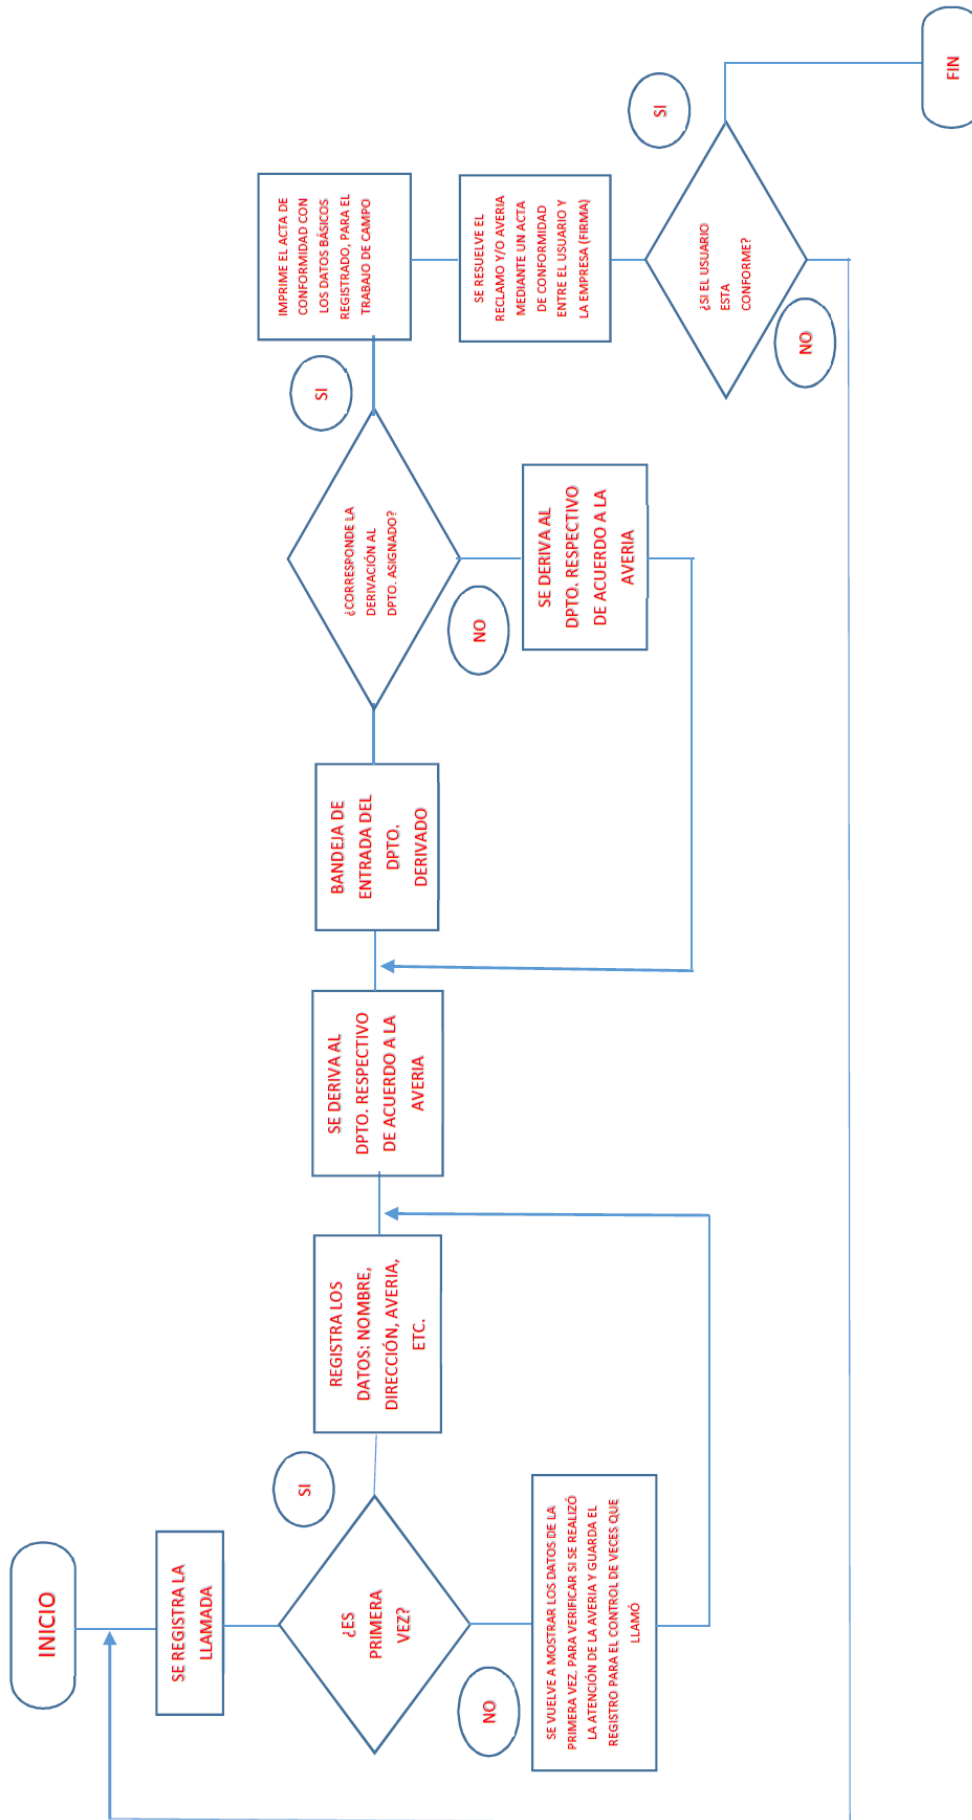 INICIO
SE REGISTRA LA
LLAMADA
¿ES
PRIMERA
VEZ?
SI
NO
REGISTRA LOS
DATOS: NOMBRE,
DIRECCIÓN, AVERIA,
ETC.
SE VUELVE A MOSTRAR LOS DATOS DE LA
PRIMERA VEZ, PARA VERIFICAR SI SE REALIZÓ
LA ATENCIÓN DE LA AVERIA Y GUARDA EL
REGISTRO PARA EL CONTROL DE VECES QUE
LLAMÓ
SE DERIVA AL
DPTO. RESPECTIVO
DE ACUERDO A LA
AVERIA
BANDEJA DE
ENTRADA DEL
DPTO.
DERIVADO
¿CORRESPONDE LA
DERIVACIÓN AL
DPTO. ASIGNADO?
SI
NO
SE DERIVA AL
DPTO. RESPECTIVO
DE ACUERDO A LA
AVERIA
IMPRIME EL ACTA DE
CONFORMIDAD CON
LOS DATOS BÁSICOS
REGISTRADO, PARA EL
TRABAJO DE CAMPO
SE RESUELVE EL
RECLAMO Y/O AVERIA
MEDIANTE UN ACTA
DE CONFORMIDAD
ENTRE EL USUARIO Y
LA EMPRESA (FIRMA)
¿SI EL USUARIO
ESTA
CONFORME?
SI
NO
FIN